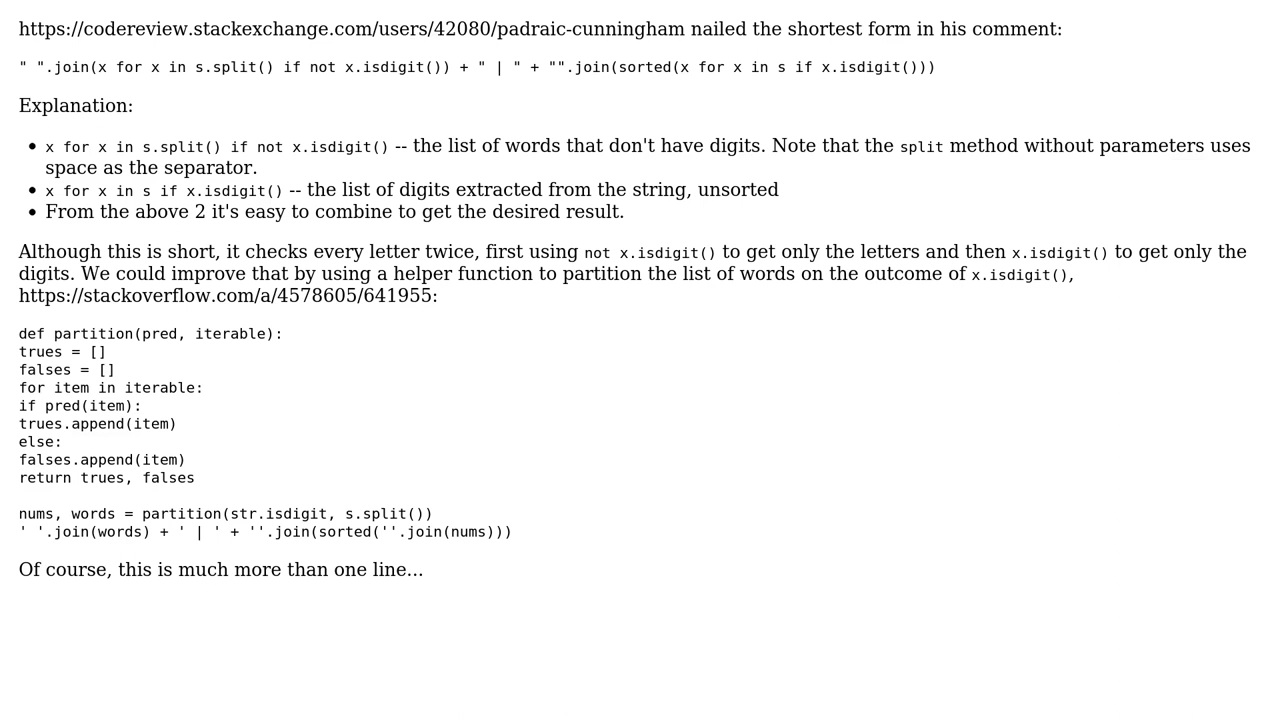 https://codereview.stackexchange.com/users/42080/padraic-cunningham nailed the shortest form in his comment:
" ".join(x for x in s.split() if not x.isdigit()) + " | " + "".join(sorted(x for x in s if x.isdigit()))
Explanation:
• x for x in s.split() if not x.isdigit() -- the list of words that don't have digits. Note that the split method without parameters uses
space as the separator.
• x for x in s if x.isdigit() -- the list of digits extracted from the string, unsorted
• From the above 2 it's easy to combine to get the desired result.
Although this is short, it checks every letter twice, first using not x.isdigit() to get only the letters and then x.isdigit() to get only the
digits. We could improve that by using a helper function to partition the list of words on the outcome of x.isdigit(),
https://stackoverflow.com/a/4578605/641955:
def partition(pred, iterable):
trues = []
falses = []
for item in iterable:
if pred(item):
trues.append(item)
else:
falses.append(item)
return trues, falses
nums, words = partition(str.isdigit, s.split())
' '.join(words) + ' | ' + ''.join(sorted(''.join(nums)))
Of course, this is much more than one line...